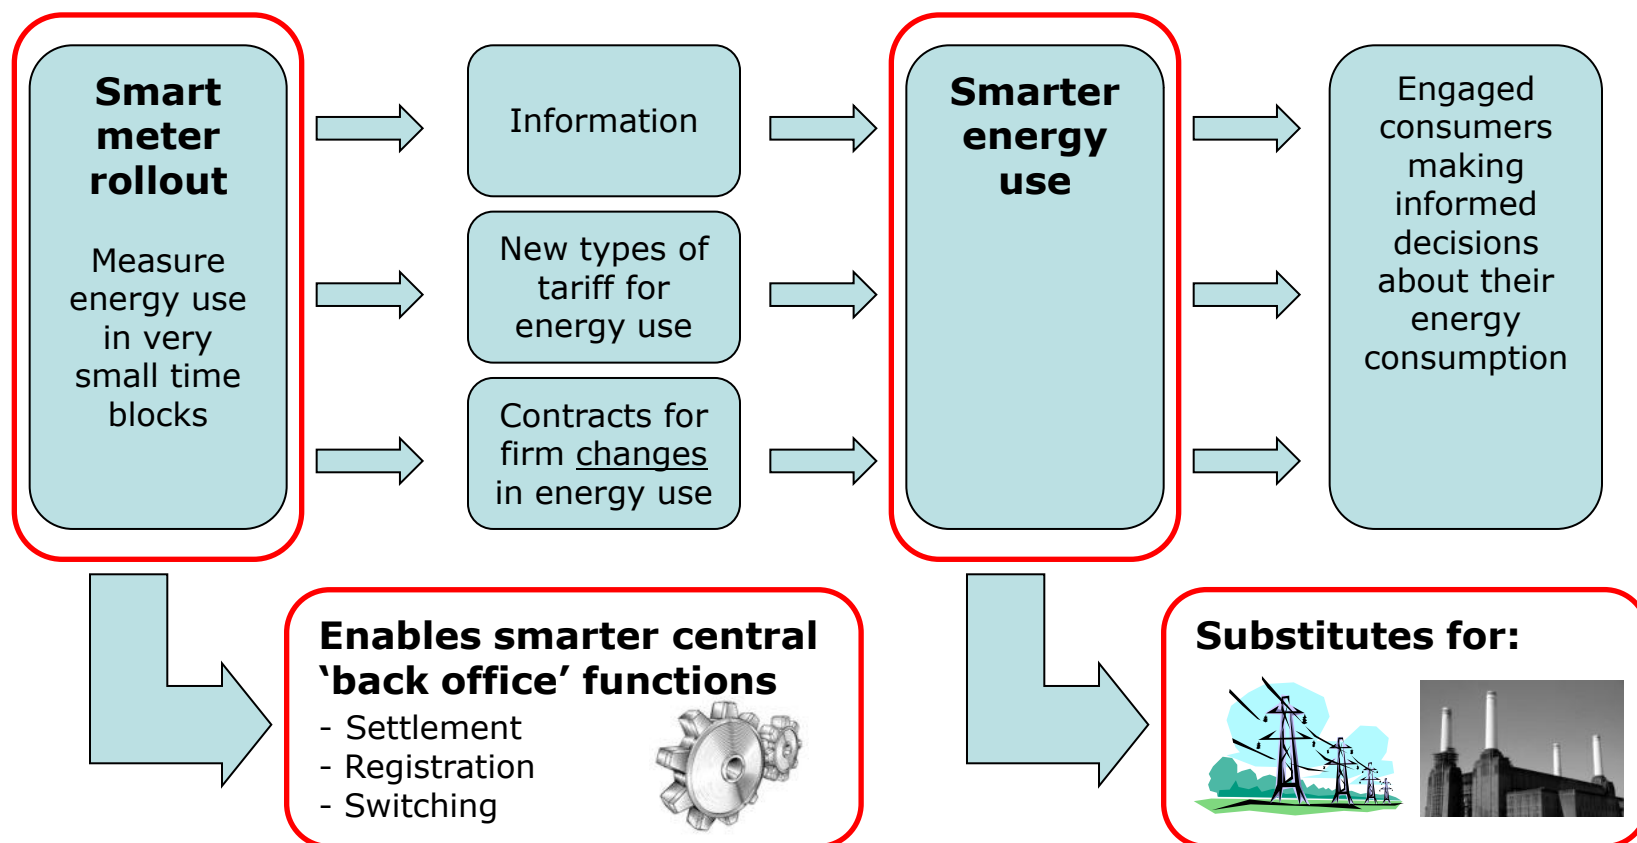 Smart
meter
rollout
Measure
energy use
in very
small time
blocks
Information
New types of
tariff for
energy use
Contracts for
firm changes
in energy use
Smarter
energy
use
Engaged
consumers
making
informed
decisions
about their
energy
consumption
Enables smarter central
‘back office’ functions
- Settlement
- Registration
- Switching
Substitutes for: